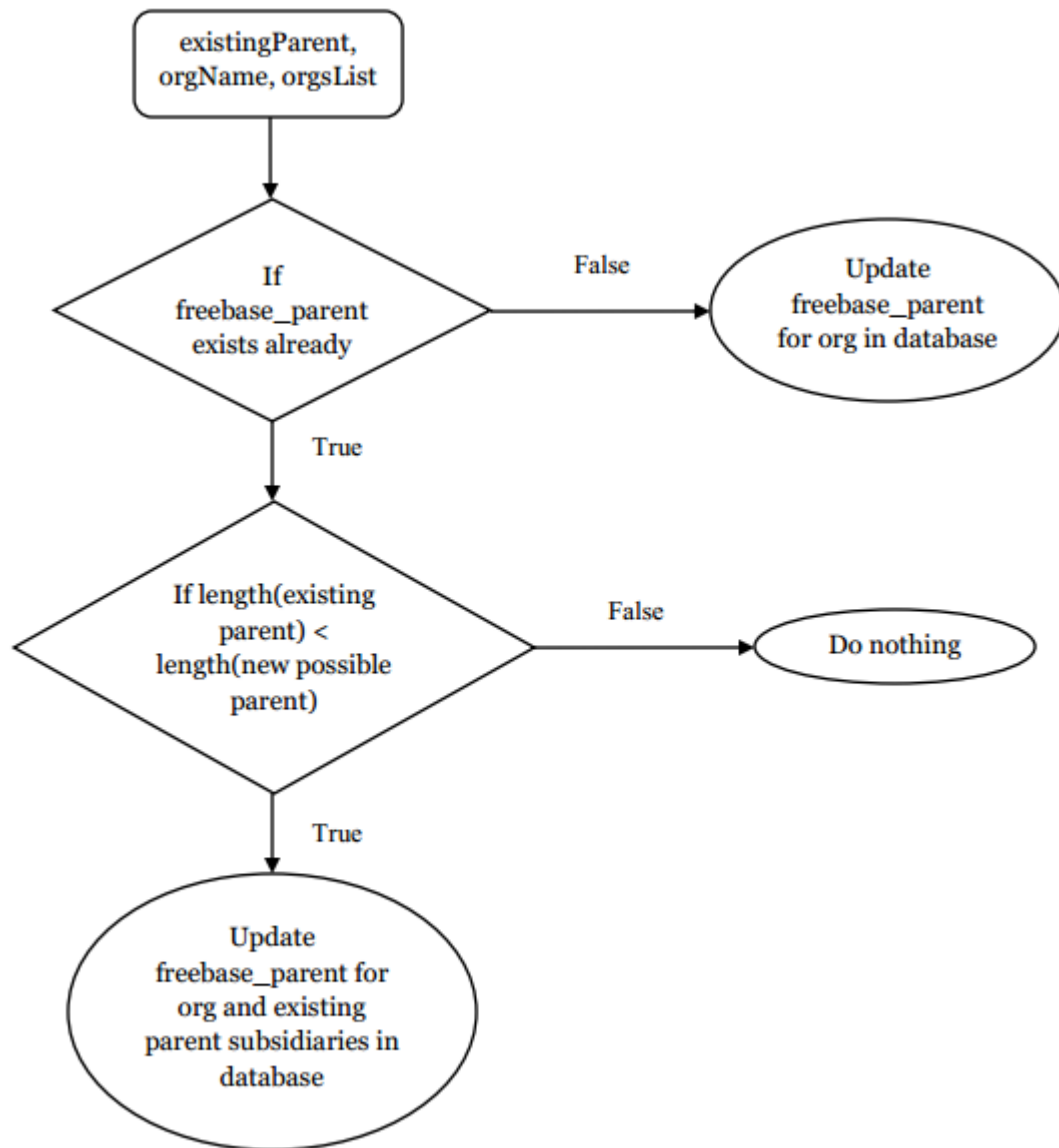 existingParent,
orgName, orgsList
If
freebase_parent
exists already
False
Update
freebase_parent
for org in database
True
If length(existing
parent) <
length(new possible
parent)
False
Do nothing
True
Update
freebase_parent for
org and existing
parent subsidiaries in
database